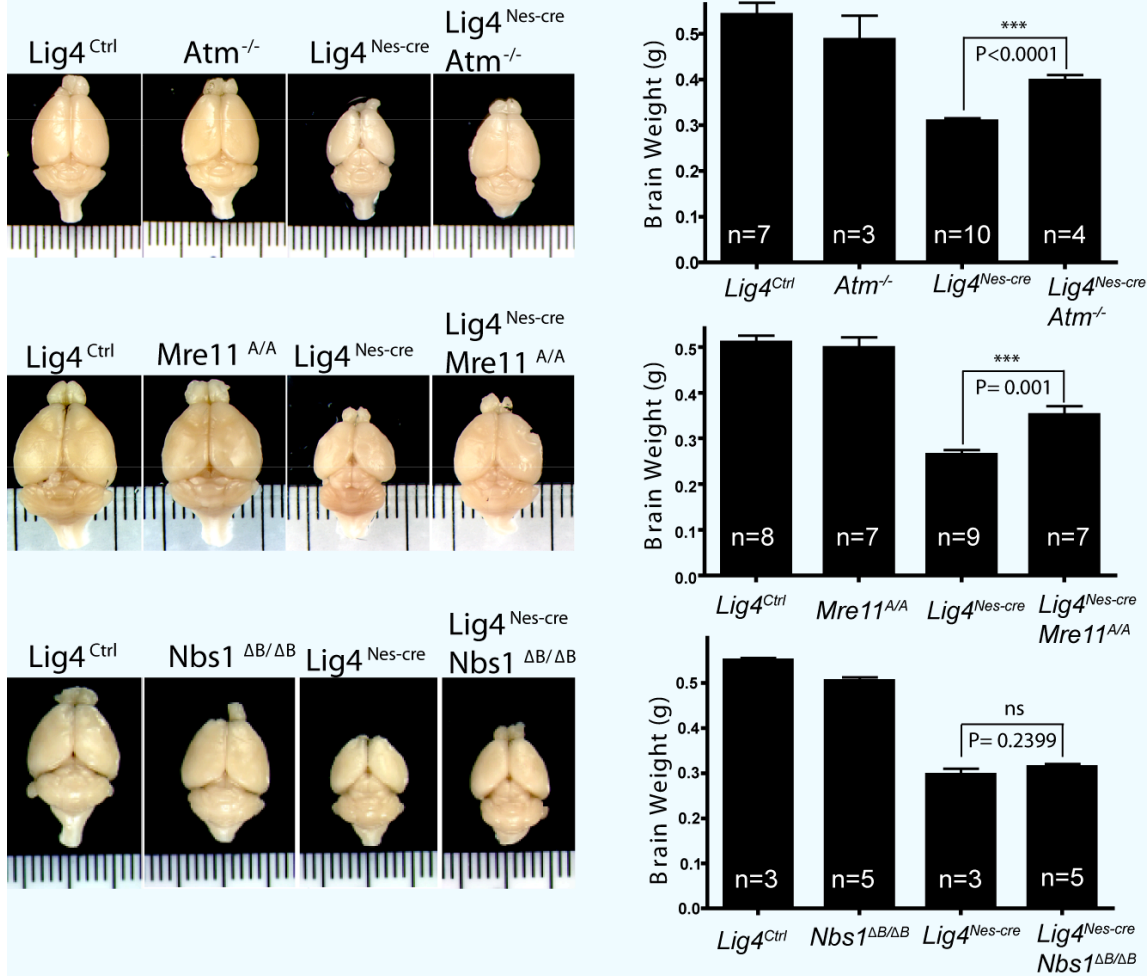 Lig4 Ctrl
Atm -/-
Lig4 Nes-cre
Lig4 Nes-cre
Atm -/-
Brain Weight (g)
0.5
0.4
0.3
0.2
0.1
0.0
***
P<0.0001
n=7
n=3
n=10
n=4
Lig4Ctrl
Atm-/-
Lig4Nes-cre
Lig4Nes-cre
Atm-/-
Lig4 Ctrl
Mre11 A/A
Lig4 Nes-cre
Lig4 Nes-cre
Mre11 A/A
Brain Weight (g)
0.5
0.4
0.3
0.2
0.1
0.0
***
P= 0.001
n=8
n=7
n=9
n=7
Lig4Ctrl
Mre11A/A
Lig4Nes-cre
Lig4Nes-cre
Mre11A/A
Lig4 Ctrl
Nbs1 ΔB/ΔB
Lig4 Nes-cre
Lig4 Nes-cre
Nbs1 ΔB/ΔB
Brain Weight (g)
0.5
0.4
0.3
0.2
0.1
0.0
ns
P= 0.2399
n=3
n=5
n=3
n=5
Lig4Ctrl
Nbs1ΔB/ΔB
Lig4Nes-cre
Lig4Nes-cre
Nbs1ΔB/ΔB